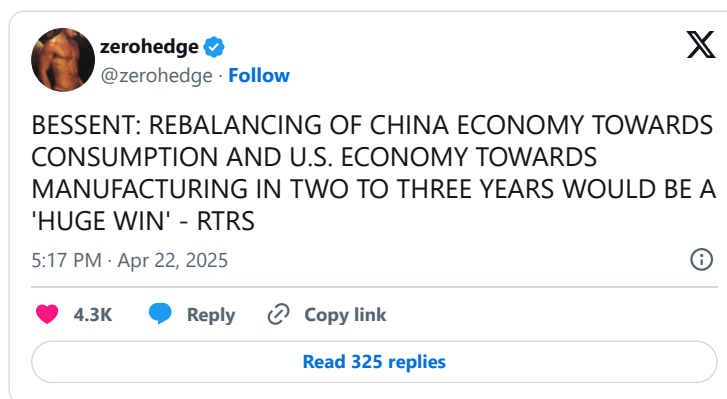 zerohedge
@zerohedge · Follow
BESSENT: REBALANCING OF CHINA ECONOMY TOWARDS
CONSUMPTION AND U.S. ECONOMY TOWARDS
MANUFACTURING IN TWO TO THREE YEARS WOULD BE A
'HUGE WIN' - RTRS
5:17 PM · Apr 22, 2025
4.3K Reply Copy link
Read 325 replies